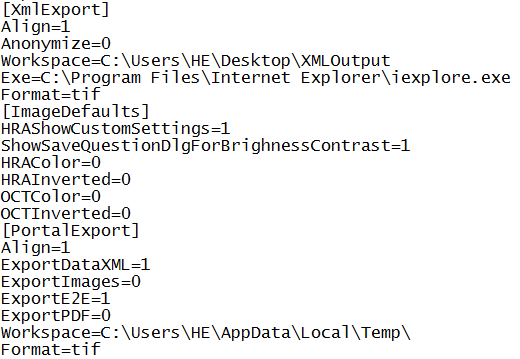 [XmlExport]
Align=1
Anonymize=0
Workspace=C:\Users\HE\Desktop\XMLOutput
Exe=C:\Program Files\Internet Explorer\iexplore.exe
Format=tif
[ImageDefaults]
HRAShowCustomSettings=1
ShowSaveQuestionDlgForBrighnessContrast=1
HRAColor=0
HRAInverted=0
OCTColor=0
OCTInverted=0
[PortalExport]
Align=1
ExportDataXML=1
ExportImages=0
ExportE2E=1
ExportPDF=0
Workspace=C:\Users\HE\AppData\Local\Temp\
Format=tif